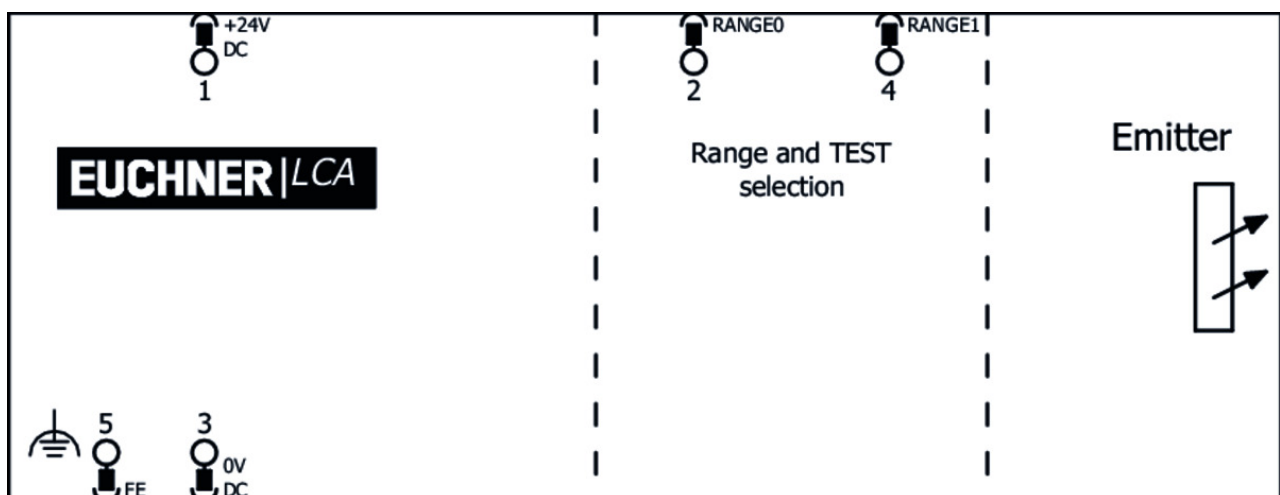 +24V
DC
1
RANGE0
2
RANGE1
4
EUCHNER LCA
Range and TEST
selection
Emitter
5
FE
3
0V
DC